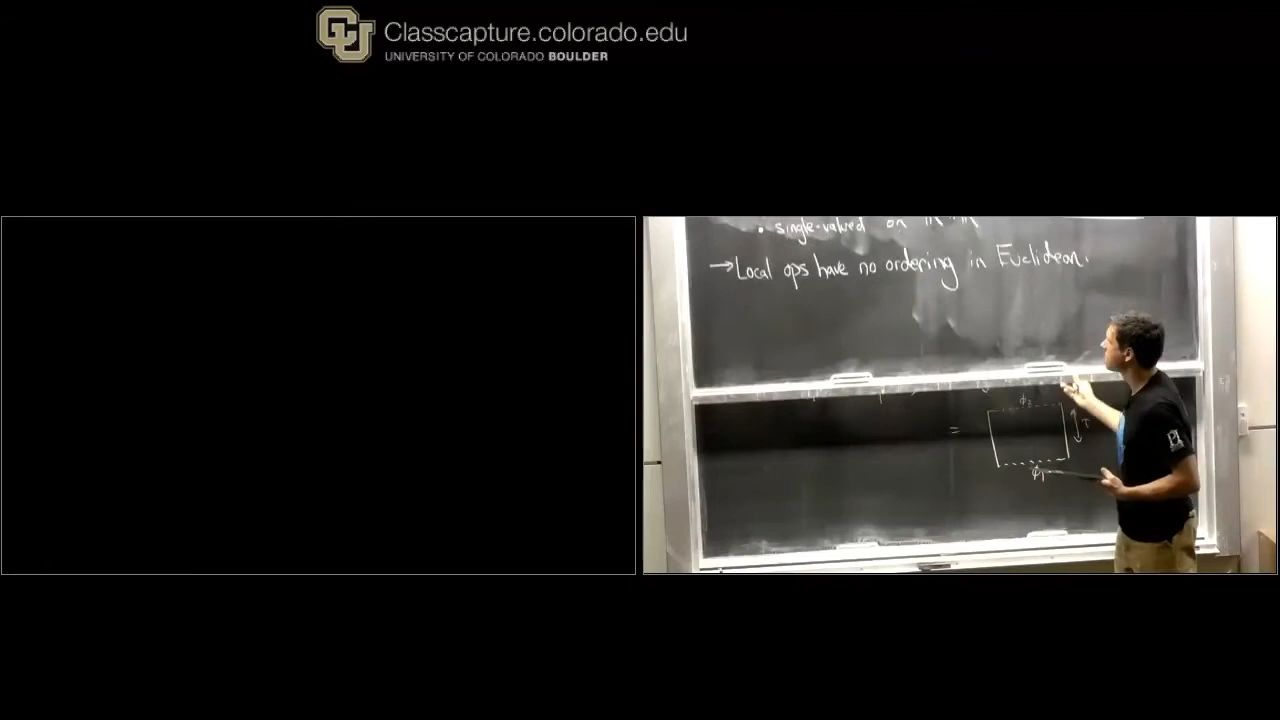 Classcapture.colorado.edu
UNIVERSITY OF COLORADO BOULDER
• single-valued on
→ Local ops have no ordering in Euclidean.
=
ϕ₂
τ
ϕ₁